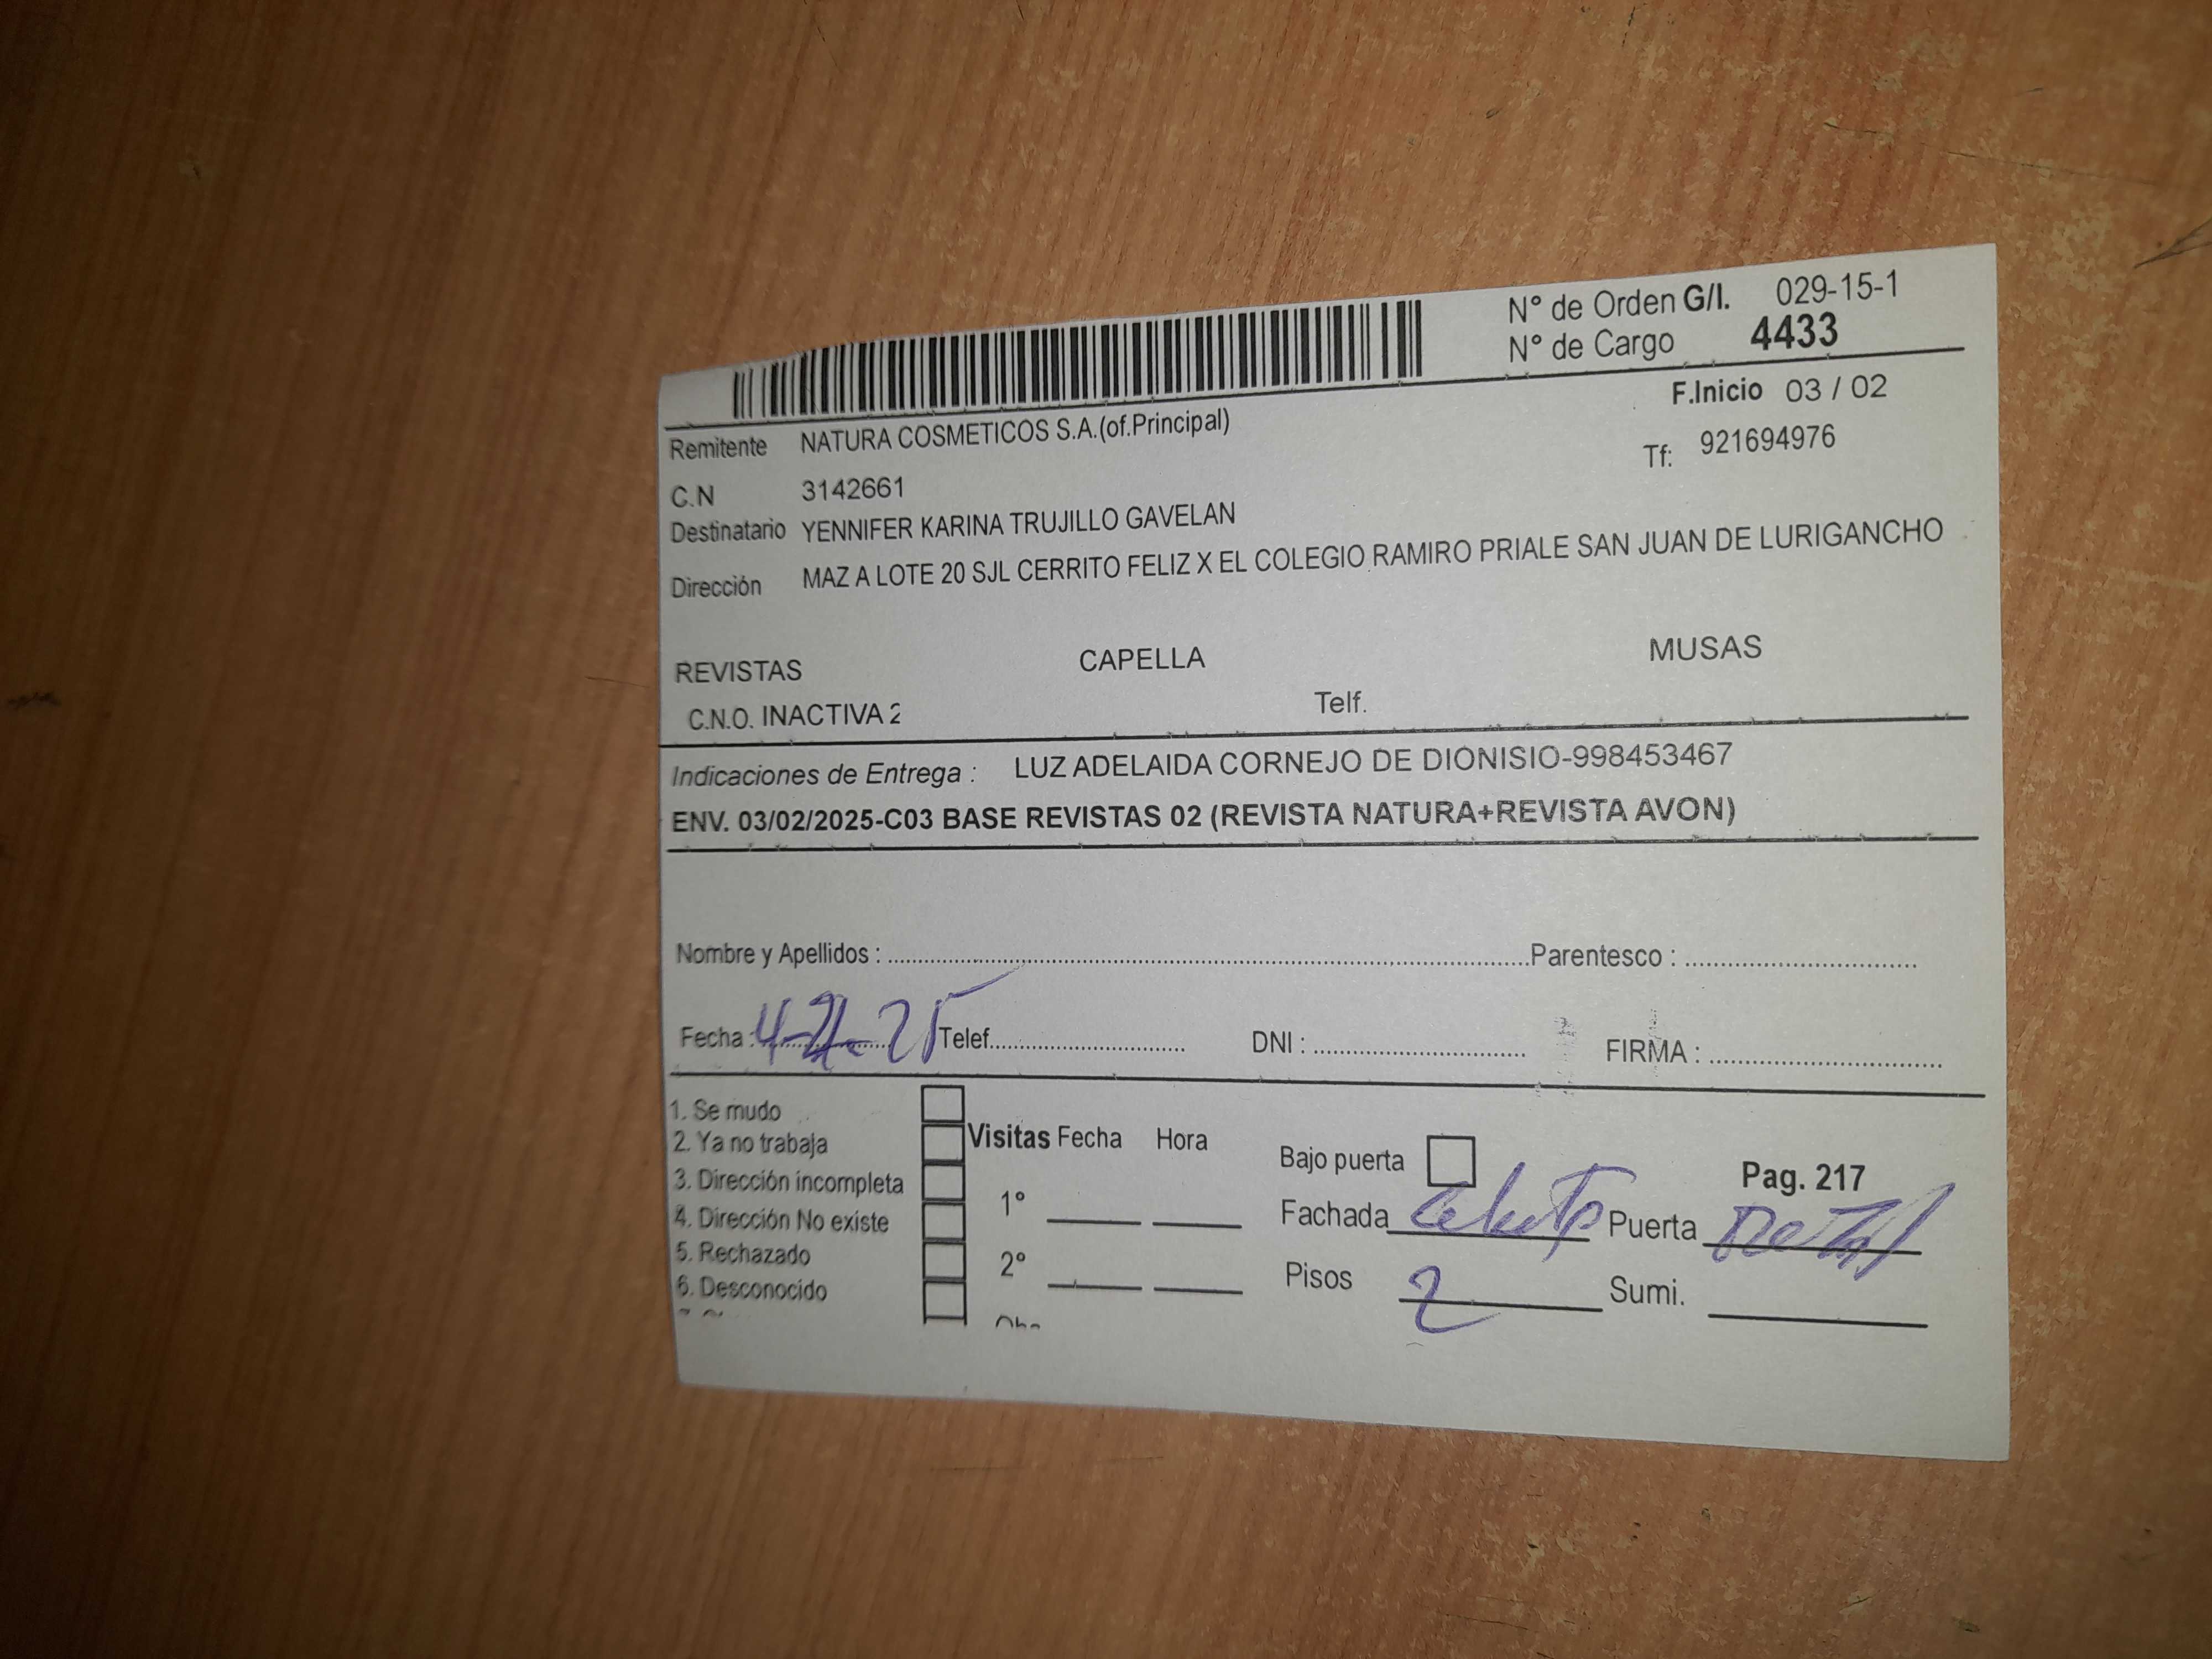 N° de Orden G/I. 029-15-1
N° de Cargo 4433
F.Inicio 03 / 02
Remitente NATURA COSMETICOS S.A.(of.Principal)
Tf: 921694976
C.N 3142661
Destinatario YENNIFER KARINA TRUJILLO GAVELAN
Dirección MAZ A LOTE 20 SJL CERRITO FELIZ X EL COLEGIO RAMIRO PRIALE SAN JUAN DE LURIGANCHO
REVISTAS CAPELLA MUSAS
C.N.O. INACTIVA 2 Telf.
Indicaciones de Entrega : LUZ ADELAIDA CORNEJO DE DIONISIO-998453467
ENV. 03/02/2025-C03 BASE REVISTAS 02 (REVISTA NATURA+REVISTA AVON)
Nombre y Apellidos : Parentesco :
Fecha : 4-2-25 Telef. DNI : FIRMA :
1. Se mudo
2. Ya no trabaja
3. Dirección incompleta
4. Dirección No existe
5. Rechazado
6. Desconocido
Visitas Fecha Hora
1°
2°
Bajo puerta Pag. 217
Fachada Puerta
Pisos 2 Sumi.